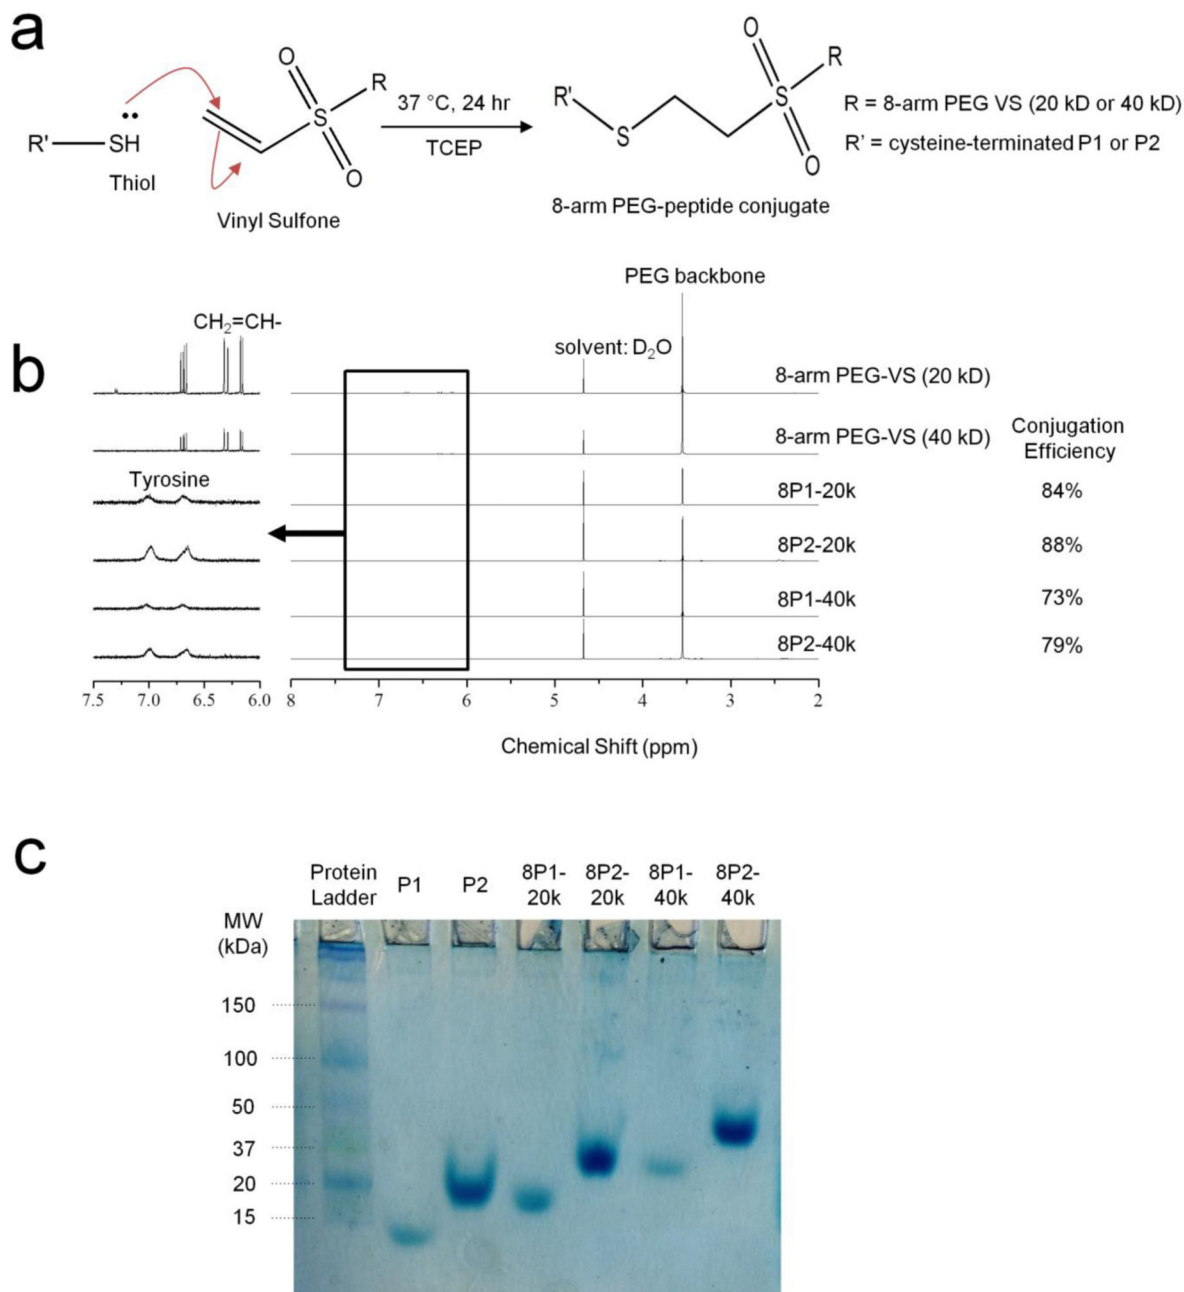 a
R'
SH
Thiol
O
S
O
R
Vinyl Sulfone
37 °C, 24 hr
TCEP
R'
S
O
S
O
R
8-arm PEG-peptide conjugate
R = 8-arm PEG VS (20 kD or 40 kD)
R' = cysteine-terminated P1 or P2
b
CH₂=CH-
Tyrosine
PEG backbone
solvent: D₂O
8-arm PEG-VS (20 kD)
8-arm PEG-VS (40 kD)
8P1-20k
8P2-20k
8P1-40k
8P2-40k
Conjugation
Efficiency
84%
88%
73%
79%
7.5 7.0 6.5 6.0
8 7 6 5 4 3 2
Chemical Shift (ppm)
c
Protein
Ladder
P1
P2
8P1-
20k
8P2-
20k
8P1-
40k
8P2-
40k
MW
(kDa)
150
100
50
37
20
15